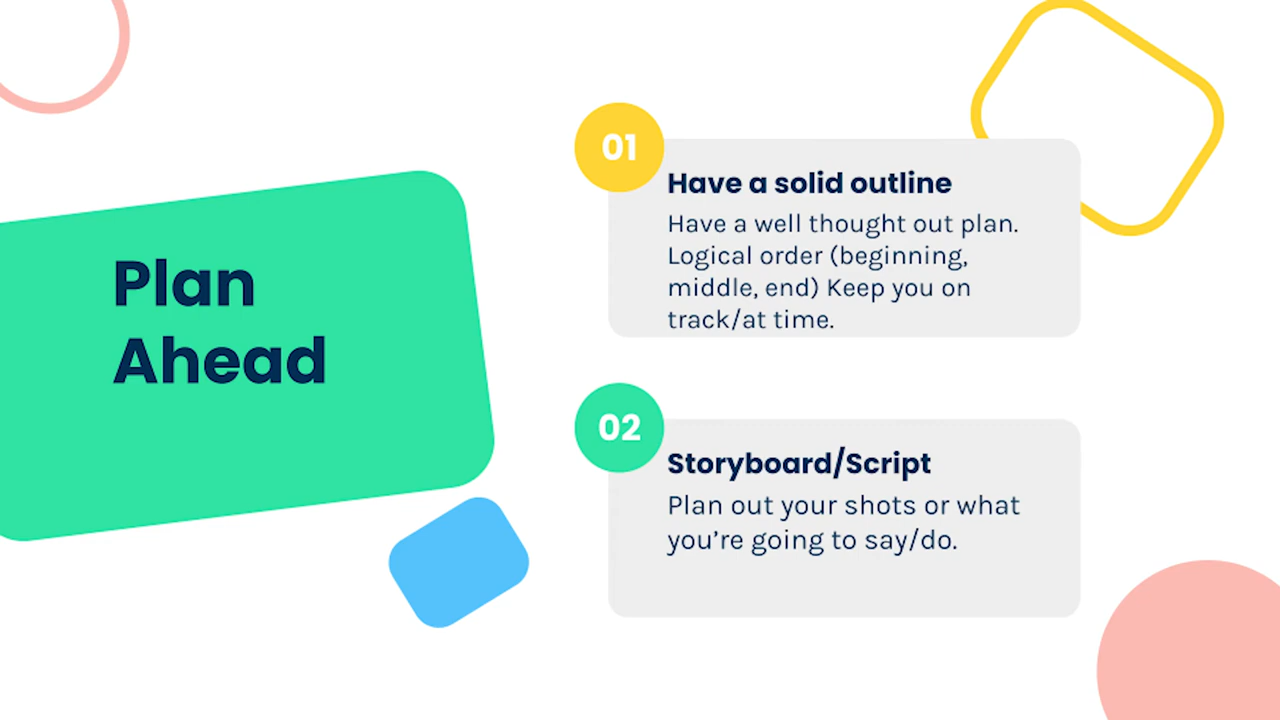 Plan
Ahead
01
Have a solid outline
Have a well thought out plan.
Logical order (beginning,
middle, end) Keep you on
track/at time.
02
Storyboard/Script
Plan out your shots or what
you’re going to say/do.